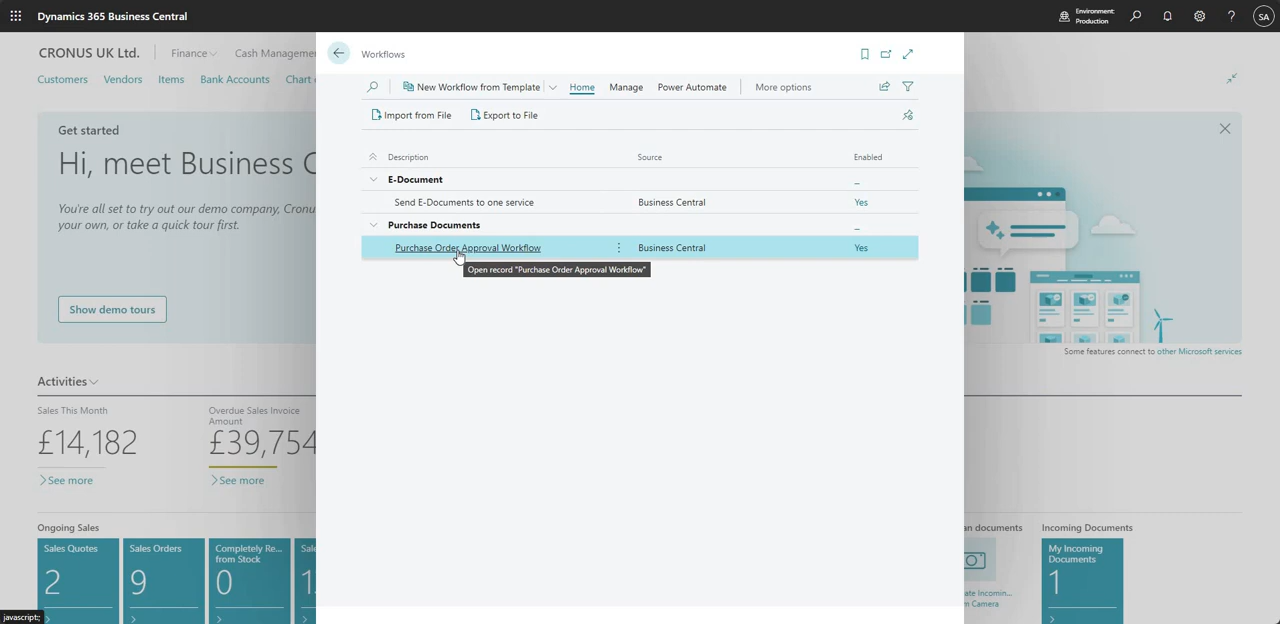 Dynamics 365 Business Central
Environment:
Production
SA
CRONUS UK Ltd.
Finance
Cash Management
Customers
Vendors
Items
Bank Accounts
Chart
Get started
Hi, meet Business
You're all set to try out our demo company,
your own, or take a quick tour first.
Show demo tours
Some features connect to other Microsoft services
Workflows
New Workflow from Template
Home
Manage
Power Automate
More options
Import from File
Export to File
Description
Source
Enabled
E-Document
_
Send E-Documents to one service
Business Central
Yes
Purchase Documents
_
Purchase Order Approval Workflow
Business Central
Yes
Open record "Purchase Order Approval Workflow"
Activities
Sales This Month
£14,182
See more
Overdue Sales Invoice
Amount
£39,754
See more
Ongoing Sales
Sales Quotes
2
Sales Orders
9
Completely Re...
from Stock
0
documents
Incoming Documents
My Incoming
Documents
1
Incomin...
Camera
javascript:;